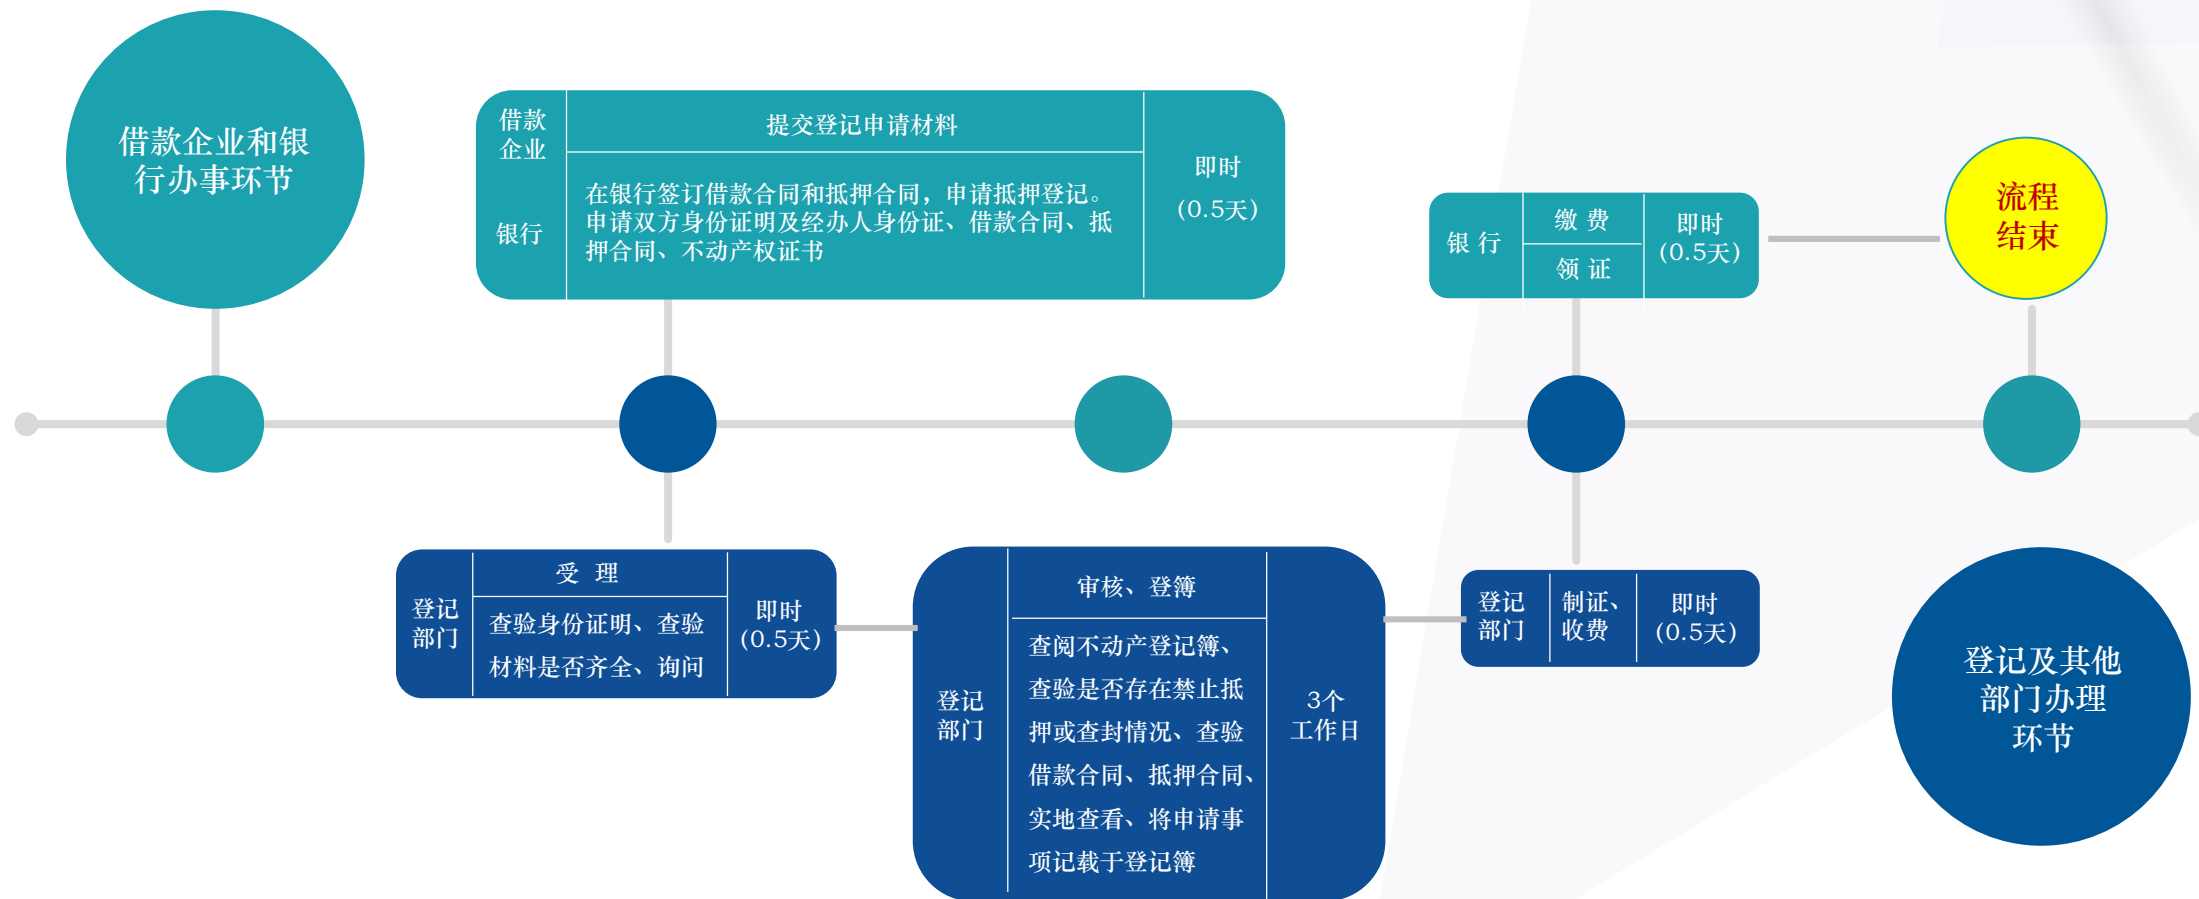 借款企业和银
行办事环节
借款
企业
提交登记申请材料
银行
在银行签订借款合同和抵押合同，申请抵押登记。
申请双方身份证明及经办人身份证、借款合同、抵
押合同、不动产权证书
即时
(0.5天)
银 行
缴 费
领 证
即时
(0.5天)
流程
结束
登记
部门
受 理
查验身份证明、查验
材料是否齐全、询问
即时
(0.5天)
登记
部门
审核、登簿
查阅不动产登记簿、
查验是否存在禁止抵
押或查封情况、查验
借款合同、抵押合同、
实地查看、将申请事
项记载于登记簿
3个
工作日
登记
部门
制证、
收费
即时
(0.5天)
登记及其他
部门办理
环节